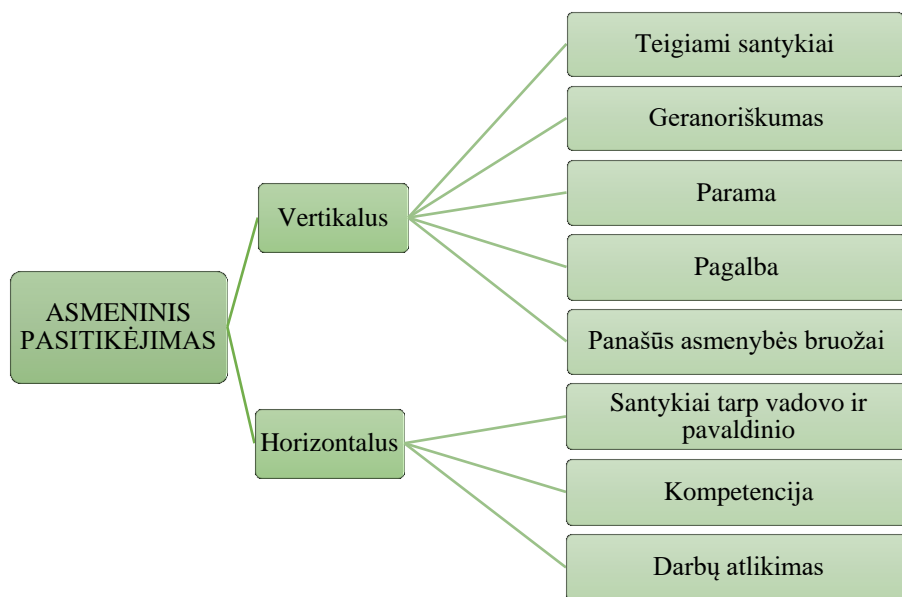 ASMENINIS
PASITIKĖJIMAS
Vertikalus
Teigiami santykiai
Geranoriškumas
Parama
Pagalba
Panašūs asmenybės bruožai
Horizontalus
Santykiai tarp vadovo ir
pavaldinio
Kompetencija
Darbų atlikimas